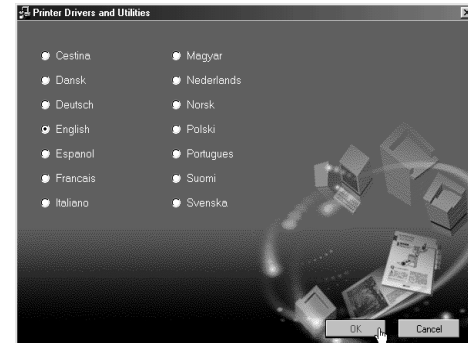 Printer Drivers and Utilities
Cestina
Dansk
Deutsch
English
Espanol
Francais
Italiano
Magyar
Nederlands
Norsk
Polski
Portugues
Suomi
Svenska
OK
Cancel